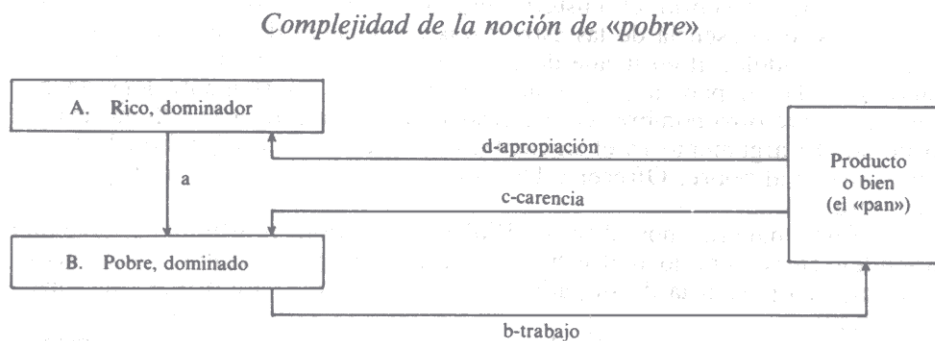 Complejidad de la noción de «pobre»
A. Rico, dominador
d-apropiación
Producto
o bien
(el «pan»)
a
c-carencia
B. Pobre, dominado
b-trabajo